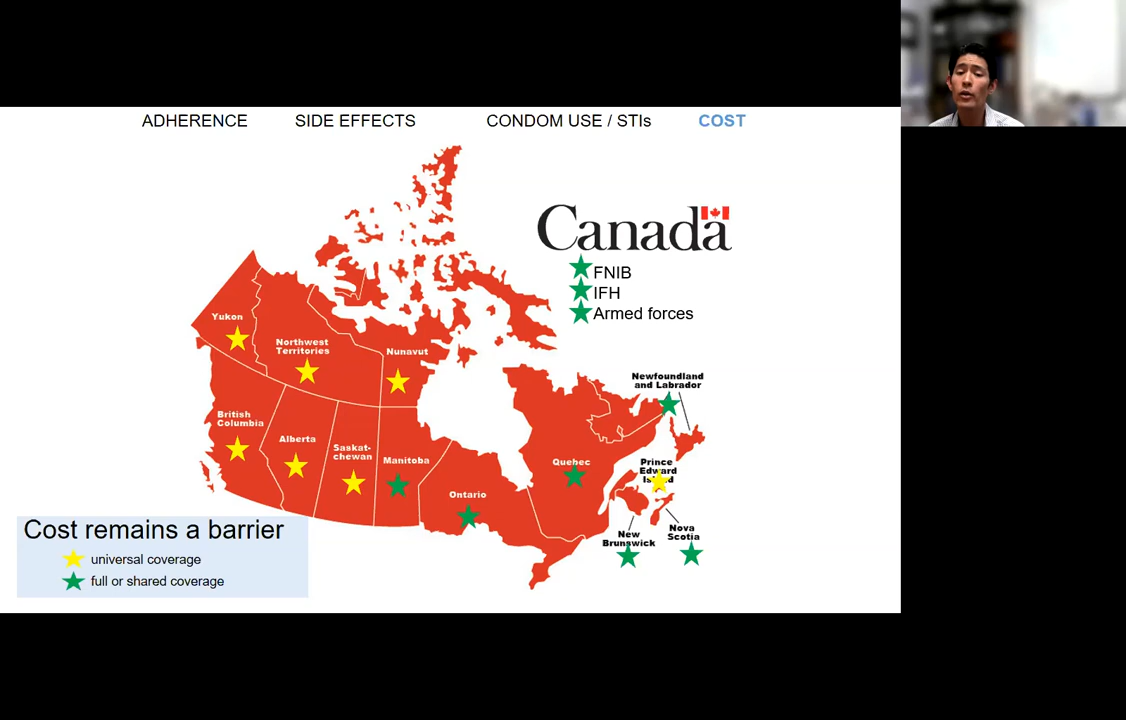 ADHERENCE SIDE EFFECTS CONDOM USE / STIs COST
Canada
FNIB
IFH
Armed forces
Yukon
Northwest
Territories
Nunavut
Newfoundland
and Labrador
British
Columbia
Alberta
Saskat-
chewan
Manitoba
Ontario
Quebec
Prince
Edward
Island
New
Brunswick
Nova
Scotia
Cost remains a barrier
universal coverage
full or shared coverage